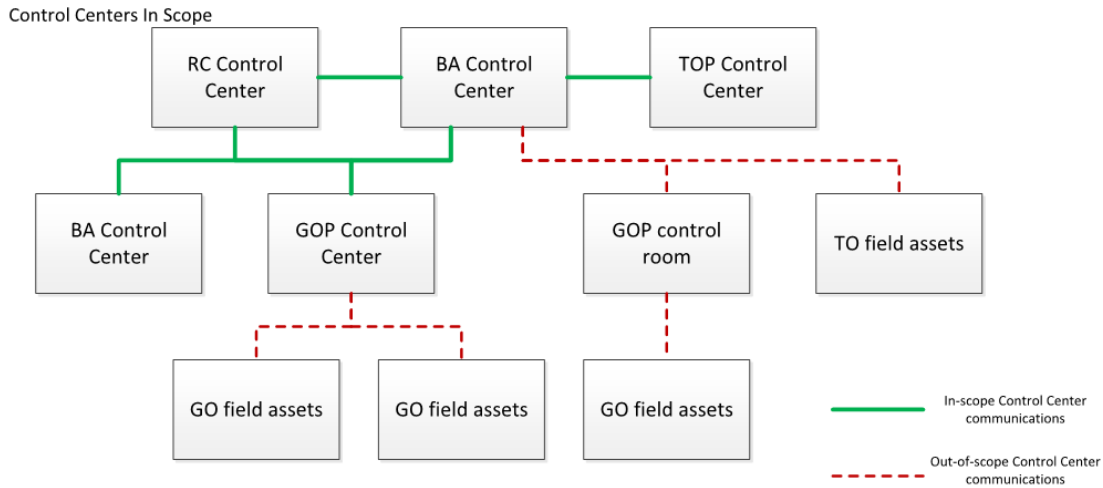 Control Centers In Scope
RC Control
Center
BA Control
Center
TOP Control
Center
BA Control
Center
GOP Control
Center
GOP control
room
TO field assets
GO field assets
GO field assets
GO field assets
In-scope Control Center
communications
Out-of-scope Control Center
communications